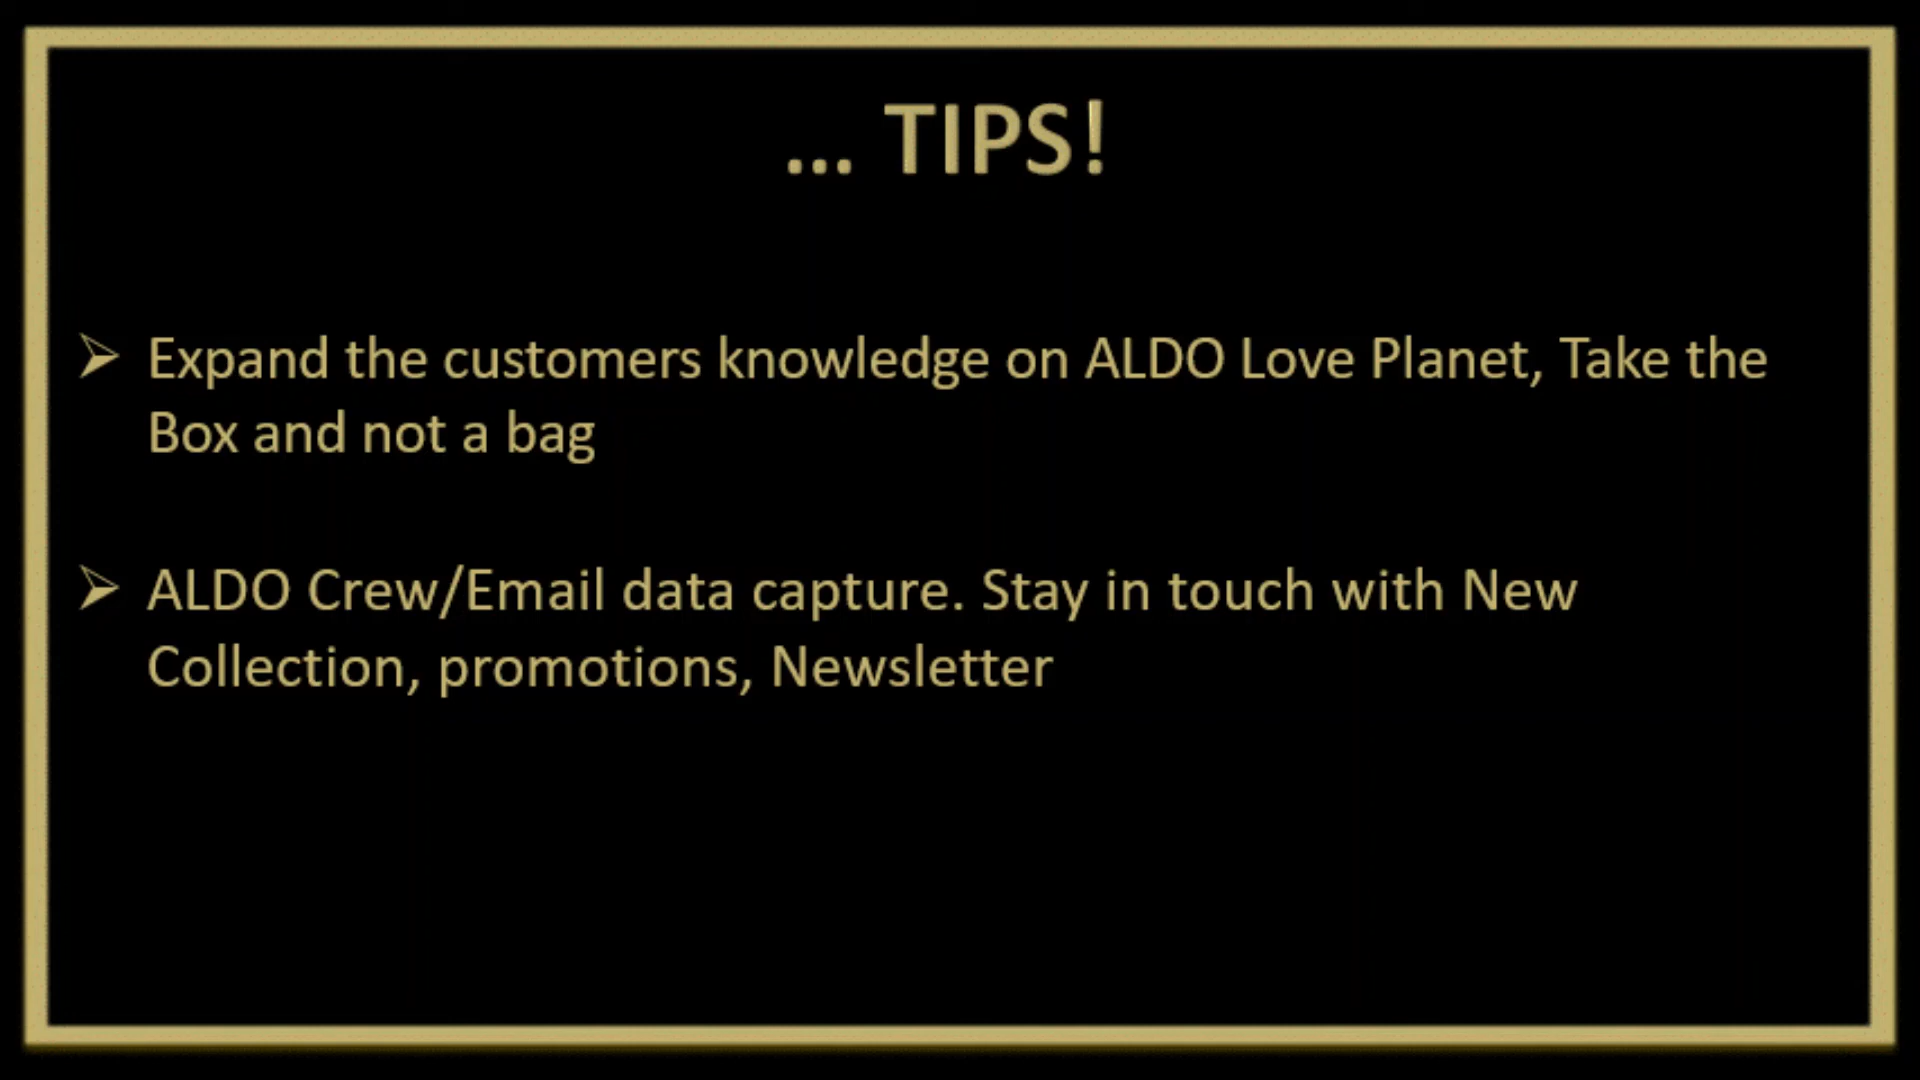 ... TIPS!
➢ Expand the customers knowledge on ALDO Love Planet, Take the
Box and not a bag
➢ ALDO Crew/Email data capture. Stay in touch with New
Collection, promotions, Newsletter